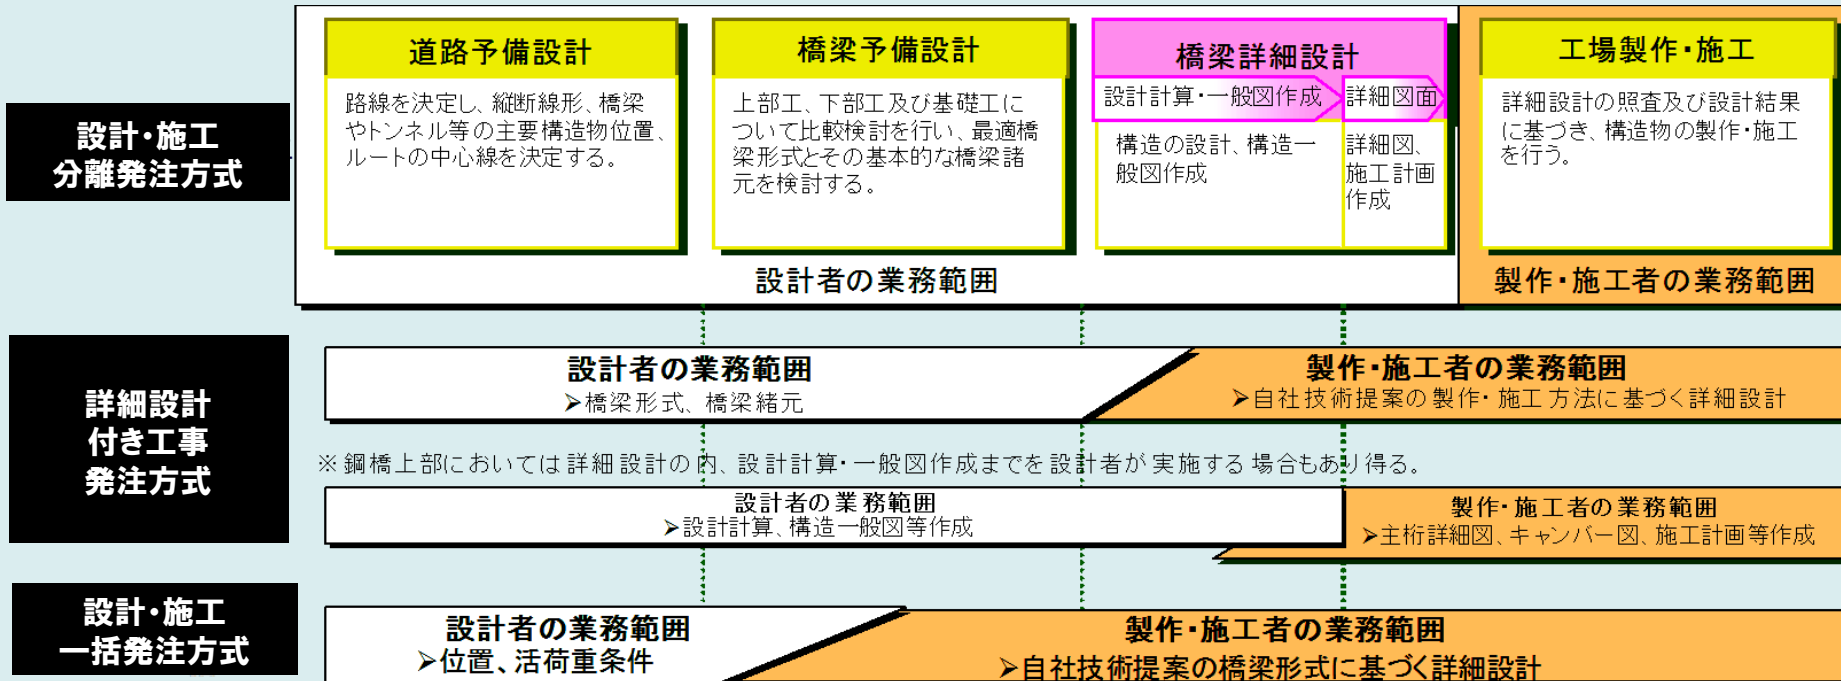 設計・施工
分離発注方式
道路予備設計
路線を決定し、縦断線形、橋梁
やトンネル等の主要構造物位置、
ルートの中心線を決定する。
橋梁予備設計
上部工、下部工及び基礎工に
ついて比較検討を行い、最適橋
梁形式とその基本的な橋梁諸
元を検討する。
橋梁詳細設計
設計計算・一般図作成
詳細図面
構造の設計、構造一
般図作成
詳細図、
施工計画
作成
工場製作・施工
詳細設計の照査及び設計結果
に基づき、構造物の製作・施工
を行う。
設計者の業務範囲
製作・施工者の業務範囲
詳細設計
付き工事
発注方式
設計者の業務範囲
➢橋梁形式、橋梁緒元
製作・施工者の業務範囲
➢自社技術提案の製作・施工方法に基づく詳細設計
※鋼橋上部においては詳細設計の内、設計計算・一般図作成までを設計者が実施する場合もあり得る。
設計者の業務範囲
➢設計計算、構造一般図等作成
製作・施工者の業務範囲
➢主桁詳細図、キャンバー図、施工計画等作成
設計・施工
一括発注方式
設計者の業務範囲
➢位置、活荷重条件
製作・施工者の業務範囲
➢自社技術提案の橋梁形式に基づく詳細設計